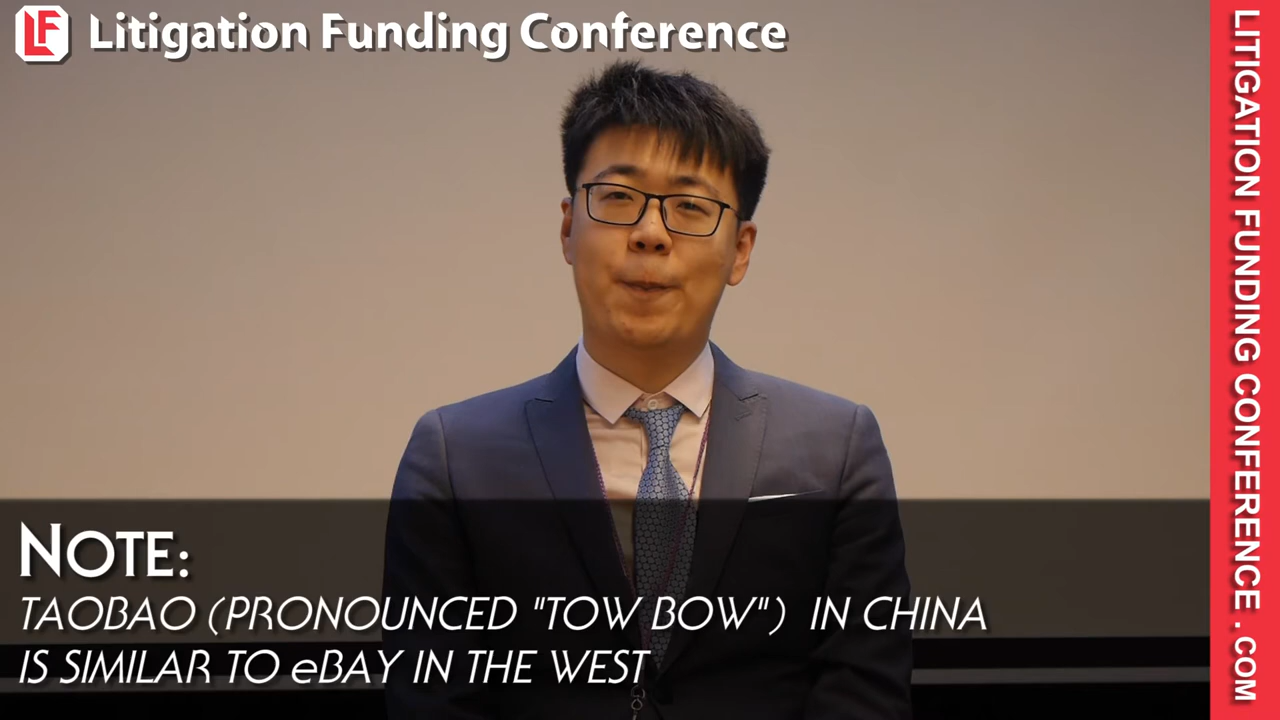 LF Litigation Funding Conference
NOTE:
TAOBAO (PRONOUNCED "TOW BOW") IN CHINA
IS SIMILAR TO eBAY IN THE WEST
LITIGATION FUNDING CONFERENCE . COM